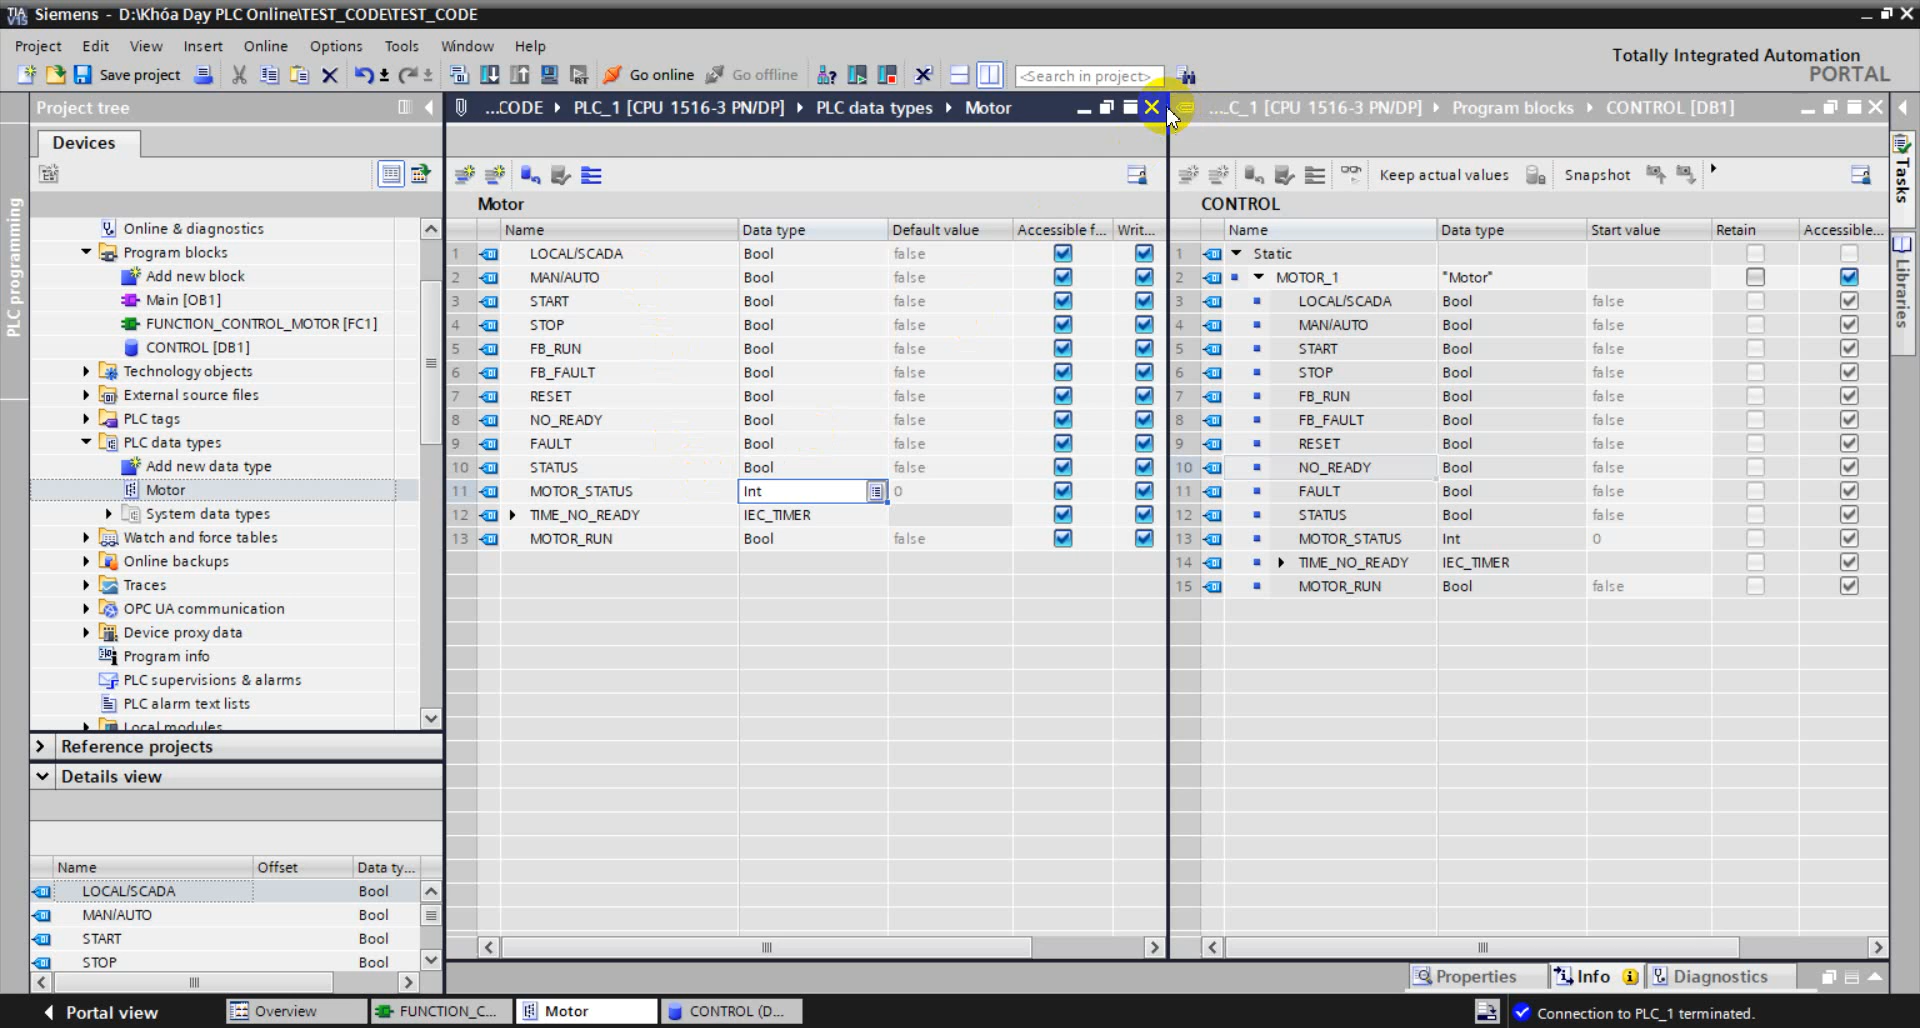 Siemens - D:\Khóa Dạy PLC Online\TEST_CODE\TEST_CODE
Project Edit View Insert Online Options Tools Window Help
Totally Integrated Automation
PORTAL
Save project
Go online
Go offline
<Search in project>
Project tree
...CODE PLC_1 [CPU 1516-3 PN/DP] PLC data types Motor
...C_1 [CPU 1516-3 PN/DP] Program blocks CONTROL [DB1]
Devices
PLC programming
Tasks
Libraries
Online & diagnostics
Program blocks
Add new block
Main [OB1]
FUNCTION_CONTROL_MOTOR [FC1]
CONTROL [DB1]
Technology objects
External source files
PLC tags
PLC data types
Add new data type
Motor
System data types
Watch and force tables
Online backups
Traces
OPC UA communication
Device proxy data
Program info
PLC supervisions & alarms
PLC alarm text lists
Local modules
Reference projects
Details view
Name Offset Data ty...
LOCAL/SCADA Bool
MAN/AUTO Bool
START Bool
STOP Bool
Motor
Name Data type Default value Accessible f... Writ...
1 LOCAL/SCADA Bool false
2 MAN/AUTO Bool false
3 START Bool false
4 STOP Bool false
5 FB_RUN Bool false
6 FB_FAULT Bool false
7 RESET Bool false
8 NO_READY Bool false
9 FAULT Bool false
10 STATUS Bool false
11 MOTOR_STATUS Int 0
12 TIME_NO_READY IEC_TIMER
13 MOTOR_RUN Bool false
Keep actual values Snapshot
CONTROL
Name Data type Start value Retain Accessible...
1 Static
2 MOTOR_1 "Motor"
3 LOCAL/SCADA Bool false
4 MAN/AUTO Bool false
5 START Bool false
6 STOP Bool false
7 FB_RUN Bool false
8 FB_FAULT Bool false
9 RESET Bool false
10 NO_READY Bool false
11 FAULT Bool false
12 STATUS Bool false
13 MOTOR_STATUS Int 0
14 TIME_NO_READY IEC_TIMER
15 MOTOR_RUN Bool false
Properties Info Diagnostics
Portal view Overview FUNCTION_C... Motor CONTROL (D...
Connection to PLC_1 terminated.